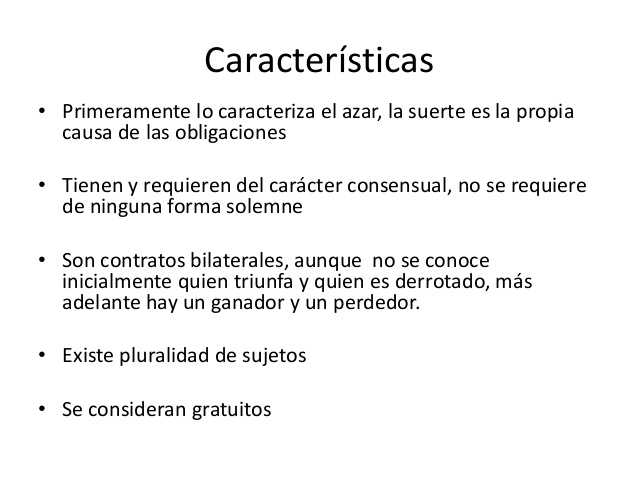 Características
• Primeramente lo caracteriza el azar, la suerte es la propia
causa de las obligaciones
• Tienen y requieren del carácter consensual, no se requiere
de ninguna forma solemne
• Son contratos bilaterales, aunque  no se conoce
inicialmente quien triunfa y quien es derrotado, más
adelante hay un ganador y un perdedor.
• Existe pluralidad de sujetos
• Se consideran gratuitos